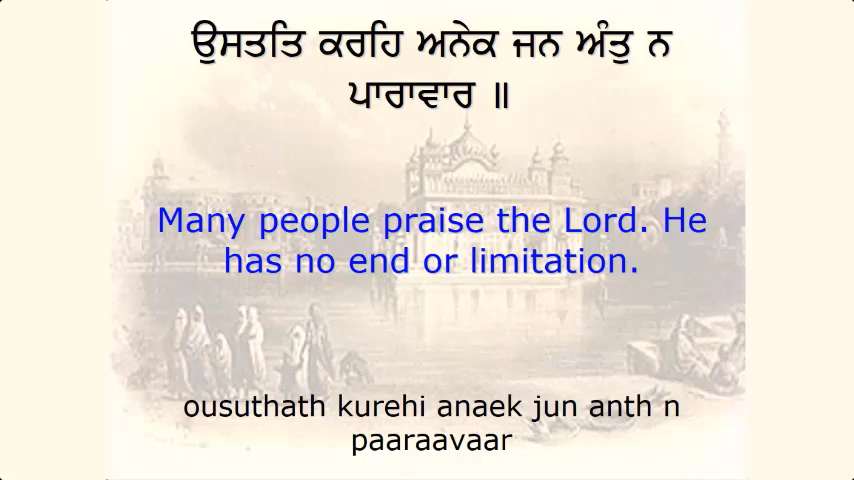 ਉਸਤਤਿ ਕਰਹਿ ਅਨੇਕ ਜਨ ਅੰਤੁ ਨ
ਪਾਰਾਵਾਰ ॥
Many people praise the Lord. He
has no end or limitation.
ousuthath kurehi anaek jun anth n
paaraavaar